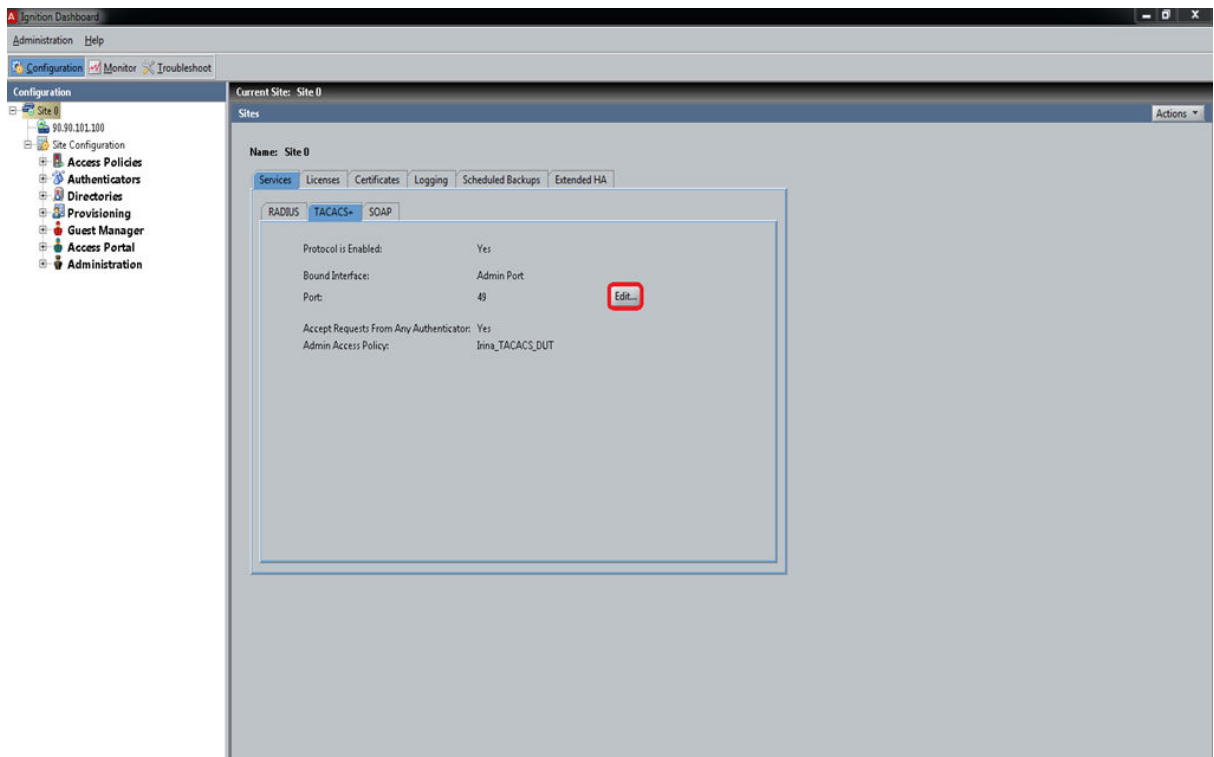 A Ignition Dashboard
Administration Help
Configuration Monitor Troubleshoot
Configuration
Site 0
90.90.101.100
Site Configuration
Access Policies
Authenticators
Directories
Provisioning
Guest Manager
Access Portal
Administration
Current Site: Site 0
Sites
Actions
Name: Site 0
Services Licenses Certificates Logging Scheduled Backups Extended HA
RADIUS TACACS+ SOAP
Protocol is Enabled: Yes
Bound Interface: Admin Port
Port: 49 Edit...
Accept Requests From Any Authenticator: Yes
Admin Access Policy: Irina_TACACS_DUT